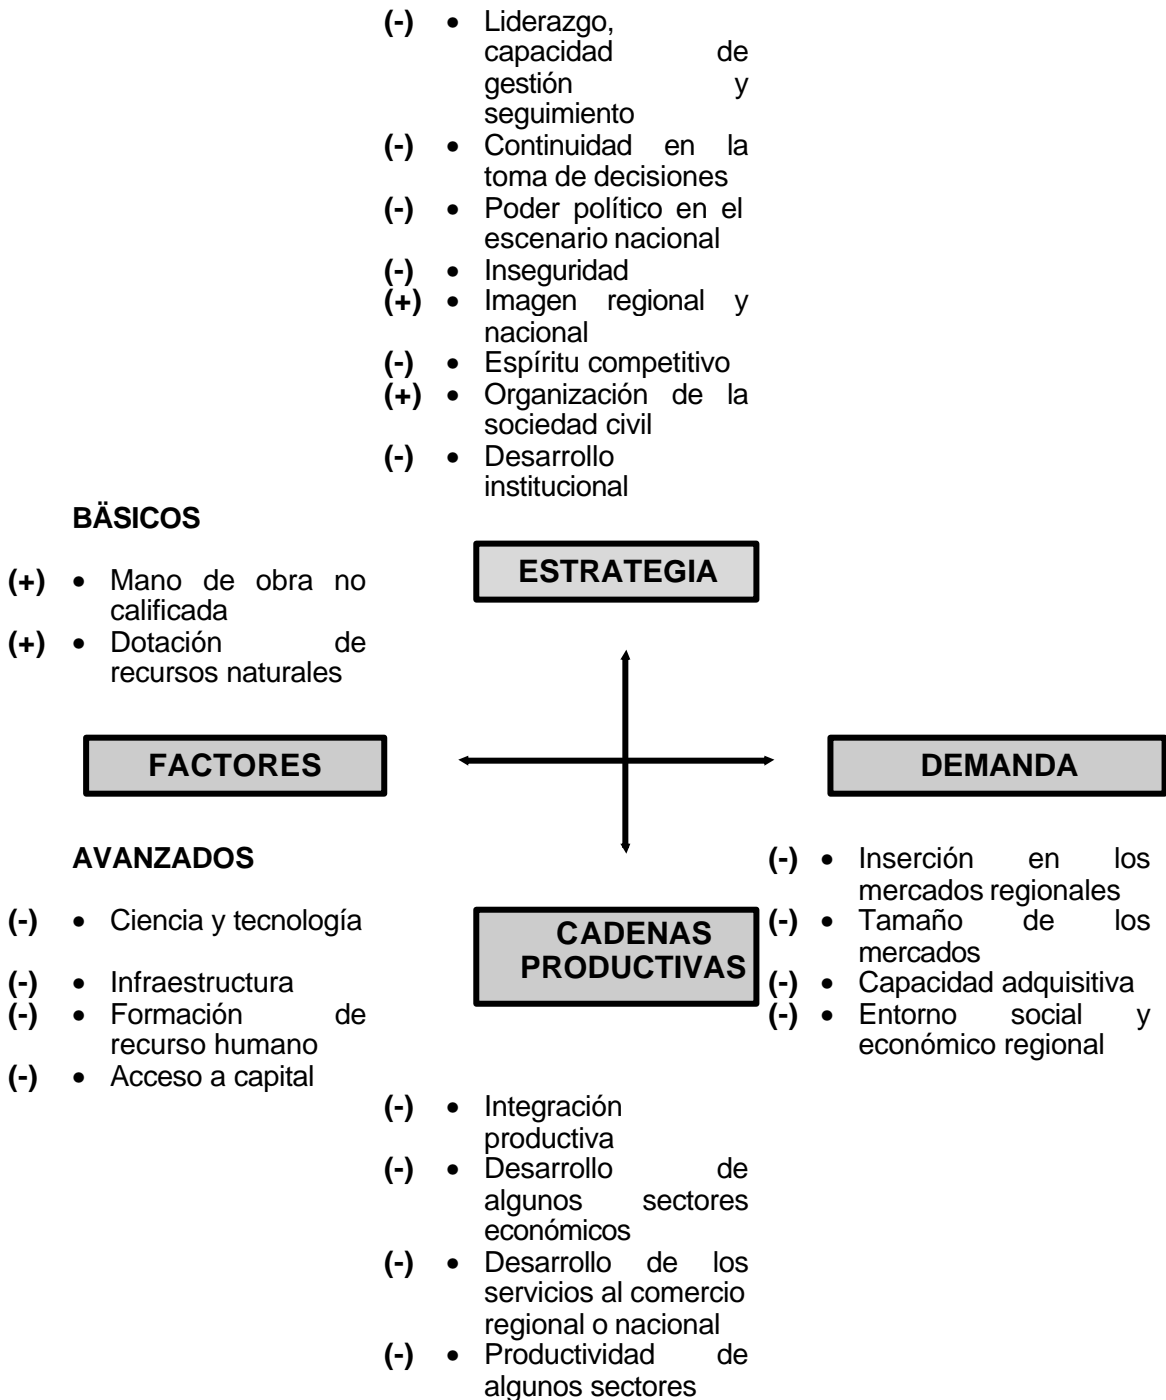 (-) • Liderazgo,
capacidad de
gestión y
seguimiento
(-) • Continuidad en la
toma de decisiones
(-) • Poder político en el
escenario nacional
(-) • Inseguridad
(+) • Imagen regional y
nacional
(-) • Espíritu competitivo
(+) • Organización de la
sociedad civil
(-) • Desarrollo
institucional
BÄSICOS
(+) • Mano de obra no
calificada
(+) • Dotación de
recursos naturales
ESTRATEGIA
FACTORES
DEMANDA
AVANZADOS
(-) • Ciencia y tecnología
(-) • Infraestructura
(-) • Formación de
recurso humano
(-) • Acceso a capital
CADENAS
PRODUCTIVAS
(-) • Inserción en los
mercados regionales
(-) • Tamaño de los
mercados
(-) • Capacidad adquisitiva
(-) • Entorno social y
económico regional
(-) • Integración
productiva
(-) • Desarrollo de
algunos sectores
económicos
(-) • Desarrollo de los
servicios al comercio
regional o nacional
(-) • Productividad de
algunos sectores